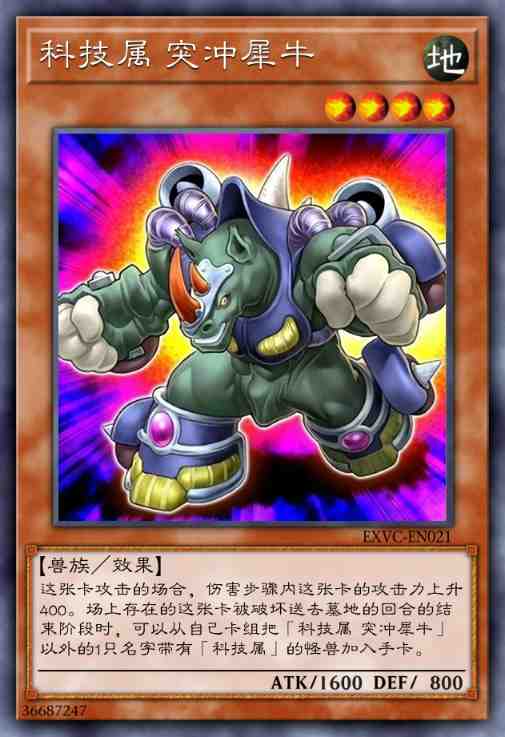 科技属 突冲犀牛
地
EXVC-EN021
【兽族／效果】
这张卡攻击的场合，伤害步骤内这张卡的攻击力上升
400。场上存在的这张卡被破坏送去墓地的回合的结
束阶段时，可以从自己卡组把「科技属 突冲犀牛」
以外的1只名字带有「科技属」的怪兽加入手卡。
ATK/1600 DEF/ 800
36687247